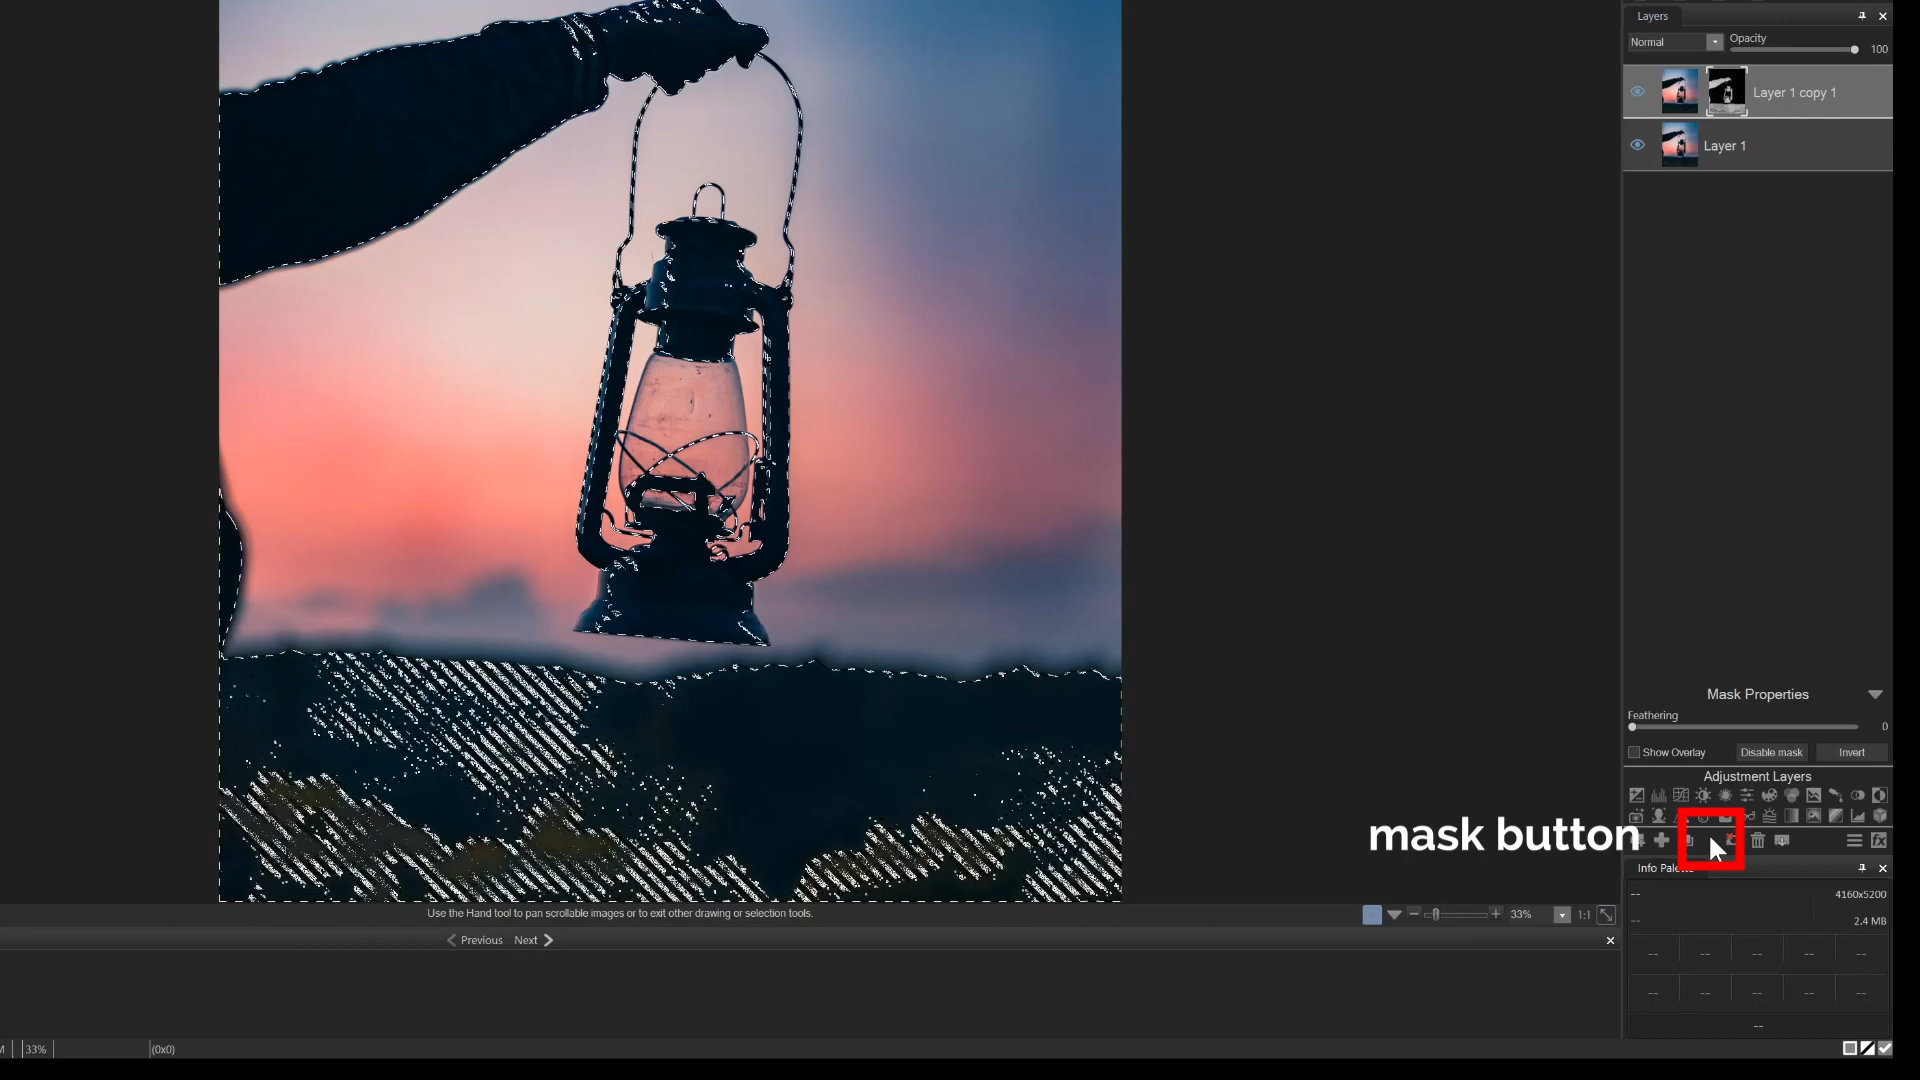 Layers
Normal
Opacity
100
Layer 1 copy 1
Layer 1
Mask Properties
Feathering
0
Show Overlay
Disable mask
Invert
Adjustment Layers
mask button
Info Palette
--
4160x5200
--
2.4 MB
-- -- -- -- --
-- -- -- -- --
--
Use the Hand tool to pan scrollable images or to exit other drawing or selection tools.
33%
1:1
Previous
Next
33%
(0x0)